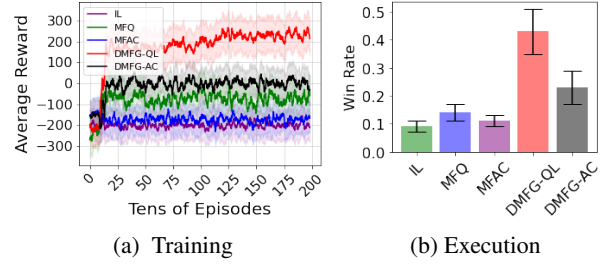 Average Reward
400
300
200
100
0
−100
−200
−300
IL
MFQ
MFAC
DMFG-QL
DMFG-AC
0
25
50
75
100
125
150
175
200
Tens of Episodes
(a) Training
Win Rate
0.5
0.4
0.3
0.2
0.1
0.0
IL
MFQ
MFAC
DMFG-QL
DMFG-AC
(b) Execution